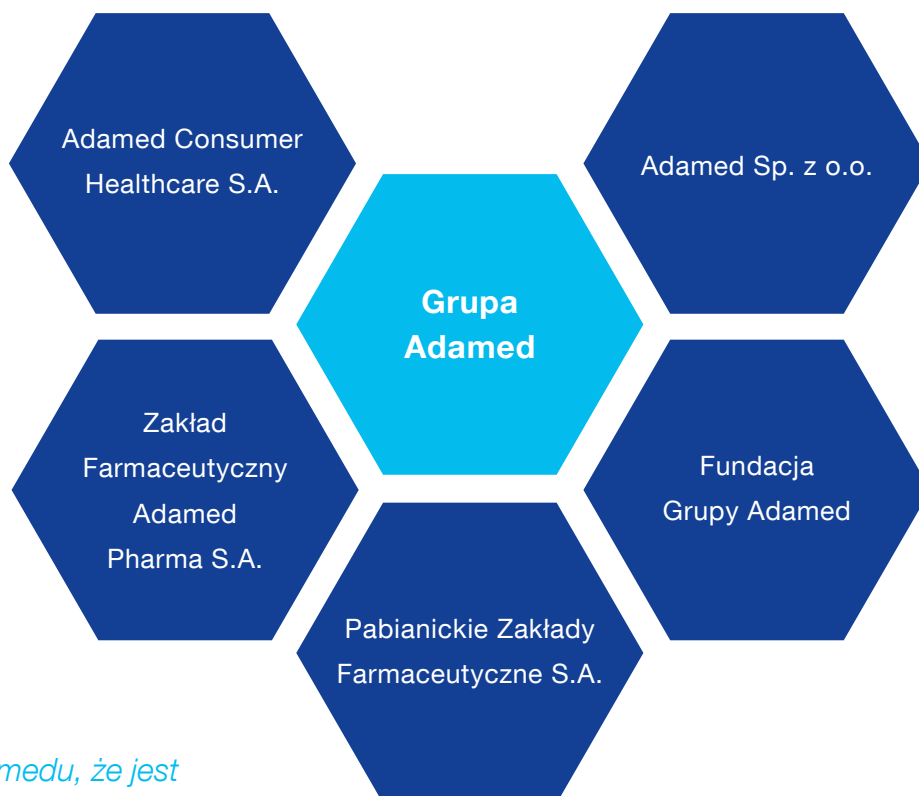 Adamed Consumer
Healthcare S.A.
Adamed Sp. z o.o.
Grupa
Adamed
Zakład
Farmaceutyczny
Adamed
Pharma S.A.
Fundacja
Grupy Adamed
Pabianickie Zakłady
Farmaceutyczne S.A.
medu, że jest